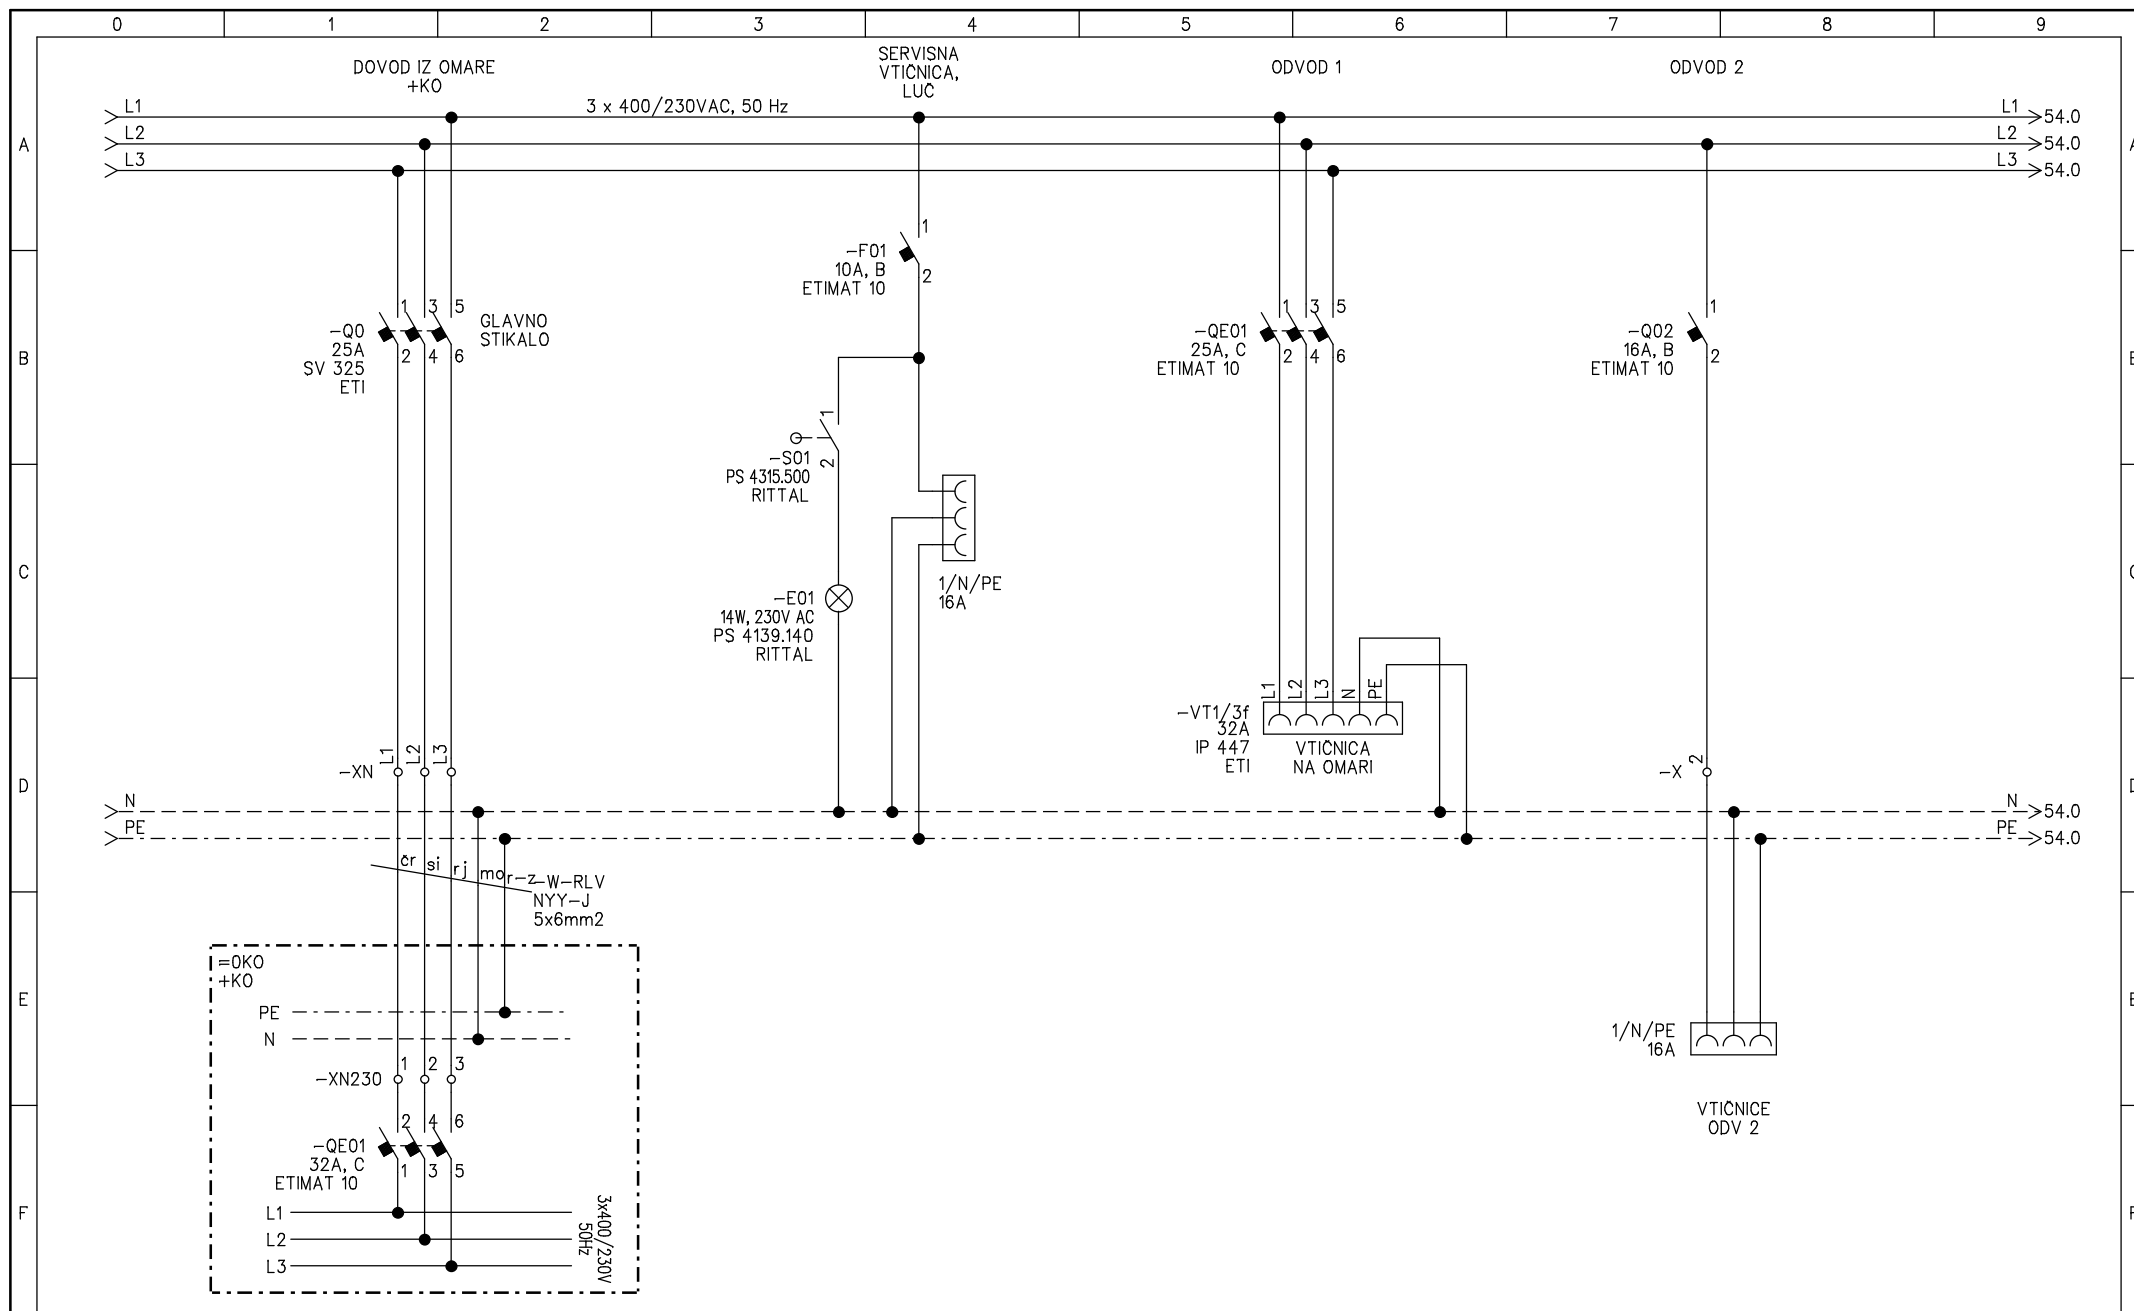 0 1 2 3 4 5 6 7 8 9
DOVOD IZ OMARE
+KO
SERVISNA
VTIČNICA,
LUČ
ODVOD 1
ODVOD 2
L1 3 x 400/230VAC, 50 Hz L1 54.0
A L2 L2 54.0 A
L3 L3 54.0
-F01 1
10A, B 2
ETIMAT 10
-Q0 1 3 5
25A 2 4 6
SV 325
ETI
GLAVNO
STIKALO
-QE01 1 3 5
25A, C 2 4 6
ETIMAT 10
-Q02 1
16A, B 2
ETIMAT 10
B
1
-S01 2
PS 4315.500
RITTAL
C
1/N/PE
16A
-E01
14W, 230V AC
PS 4139.140
RITTAL
L1 L2 L3 N PE
-VT1/3f
32A
IP 447
ETI
VTIČNICA
NA OMARI
L1 L2 L3
-XN
-X 2
D
N N 54.0
PE PE 54.0
čr si rj mor-z -W-RLV
NYY-J
5x6mm2
=0KO
+KO
E
PE
N
1 2 3
-XN230
1/N/PE
16A
VTIČNICE
ODV 2
2 4 6
-QE01
32A, C 1 3 5
ETIMAT 10
F
L1
L2
L3
3x400/230V
50Hz